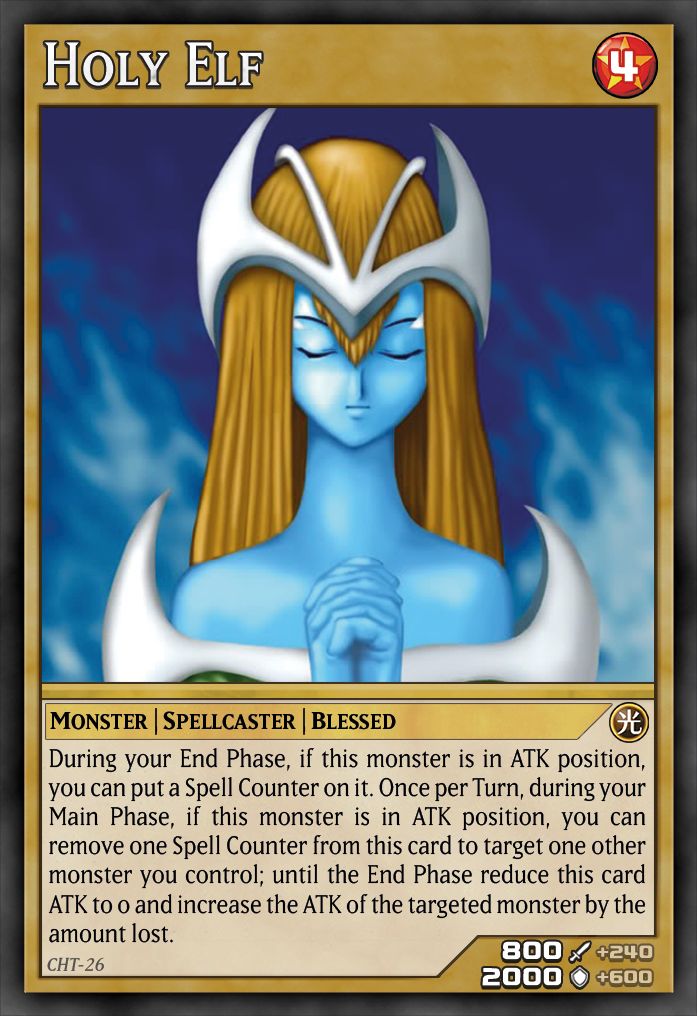 HOLY ELF
4
MONSTER | SPELLCASTER | BLESSED
光
During your End Phase, if this monster is in ATK position,
you can put a Spell Counter on it. Once per Turn, during your
Main Phase, if this monster is in ATK position, you can
remove one Spell Counter from this card to target one other
monster you control; until the End Phase reduce this card
ATK to 0 and increase the ATK of the targeted monster by the
amount lost.
CHT-26
800 +240
2000 +600